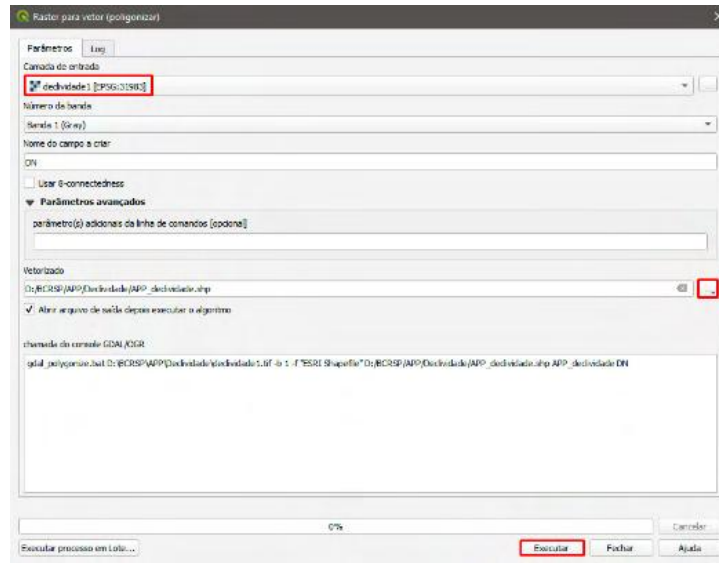 Raster para vetor (poligonizar)
Parâmetros Log
Camada de entrada
declividade1 [EPSG:31983]
Número da banda
Banda 1 (Gray)
Nome do campo a criar
DN
Usar 8-connectedness
Parâmetros avançados
parâmetro(s) adicionais da linha de comandos [opcional]
Vetorizado
D:/BCRSP/APP/Declividade/APP_declividade.shp
Abrir arquivo de saída depois executar o algoritmo
chamada do console GDAL/OGR
gdal_polygonize.bat D:\BCRSP\APP\Declividade\declividade1.tif -b 1 -f "ESRI Shapefile" D:/BCRSP/APP/Declividade/APP_declividade.shp APP_declividade DN
0% Cancelar
Executar processo em Lote... Executar Fechar Ajuda